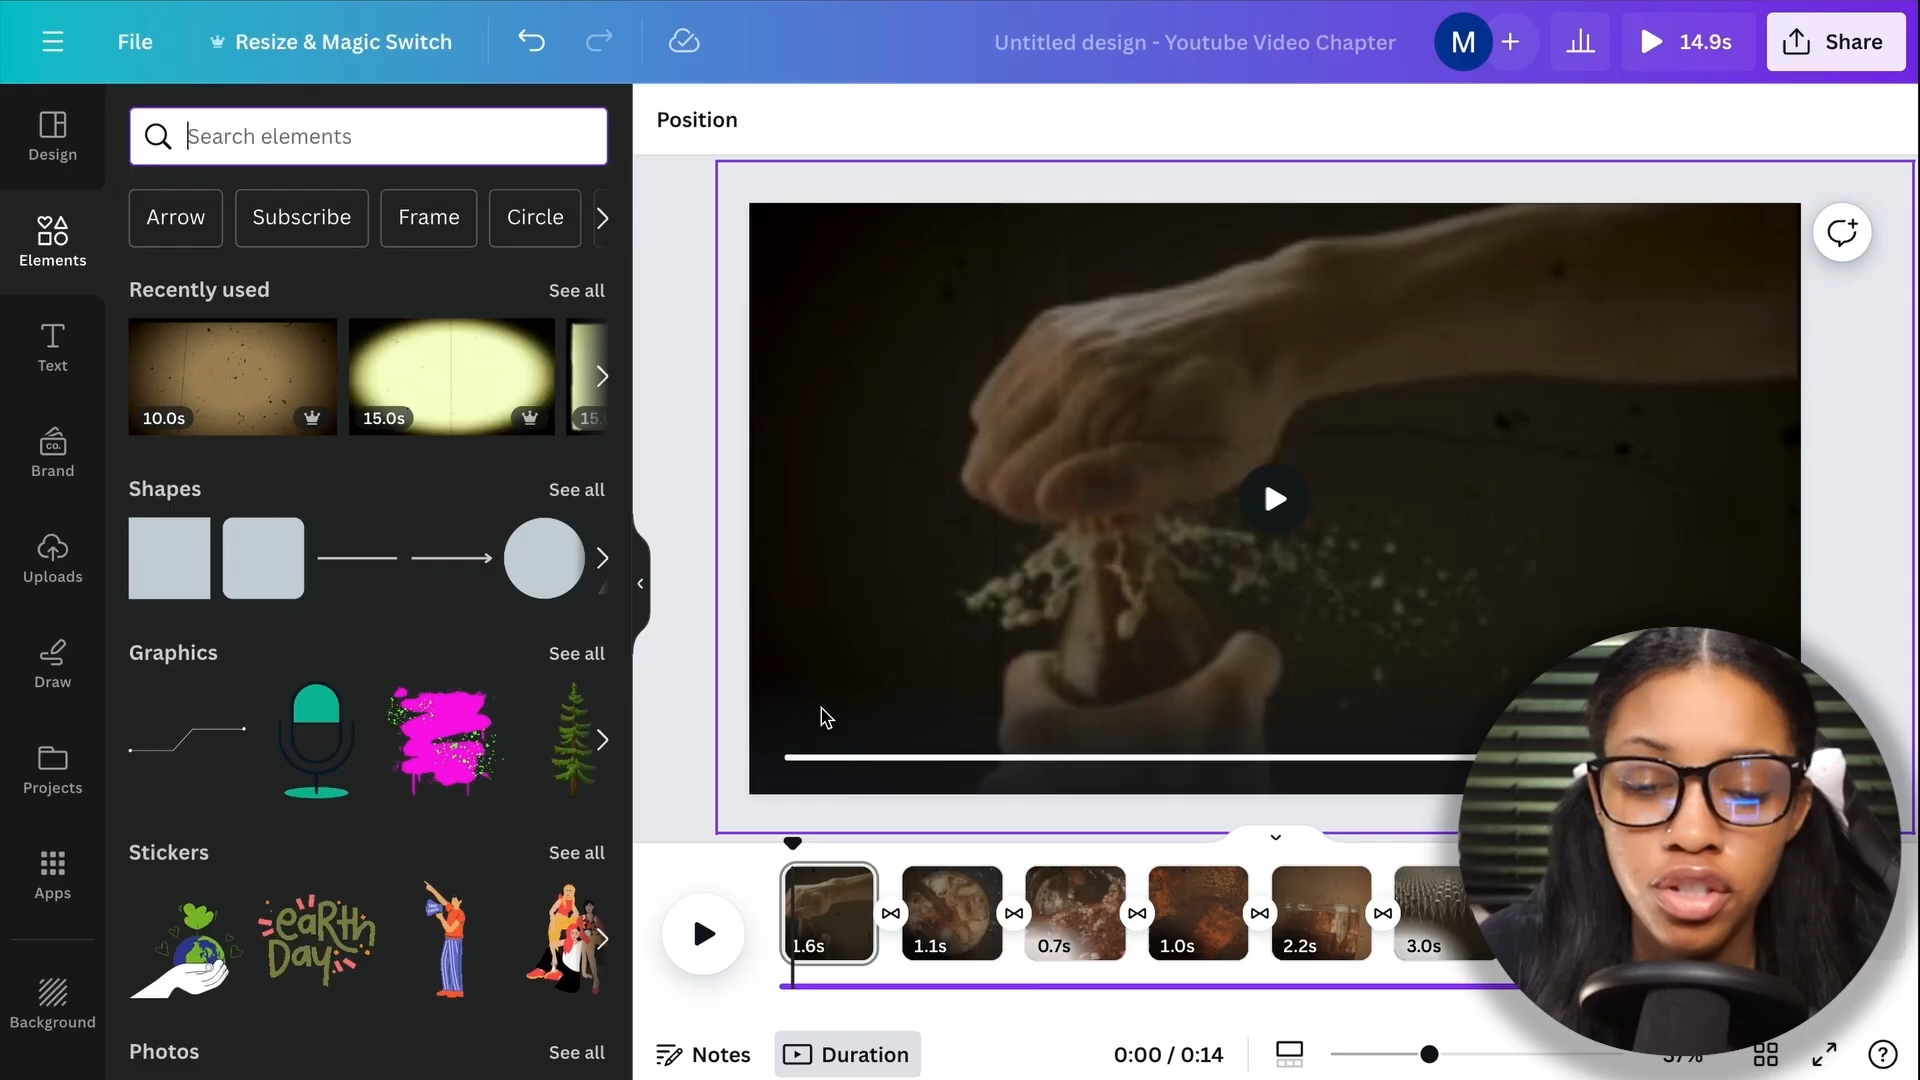 File
Resize & Magic Switch
Untitled design - Youtube Video Chapter
M
14.9s
Share
Design
Elements
Text
Brand
CO.
Uploads
Draw
Projects
Apps
Background
Search elements
Arrow
Subscribe
Frame
Circle
Recently used
See all
10.0s
15.0s
15.
Shapes
See all
Graphics
See all
Stickers
See all
eaRTH
Day
Photos
See all
Position
1.6s
1.1s
0.7s
1.0s
2.2s
3.0s
Notes
Duration
0:00 / 0:14
37%